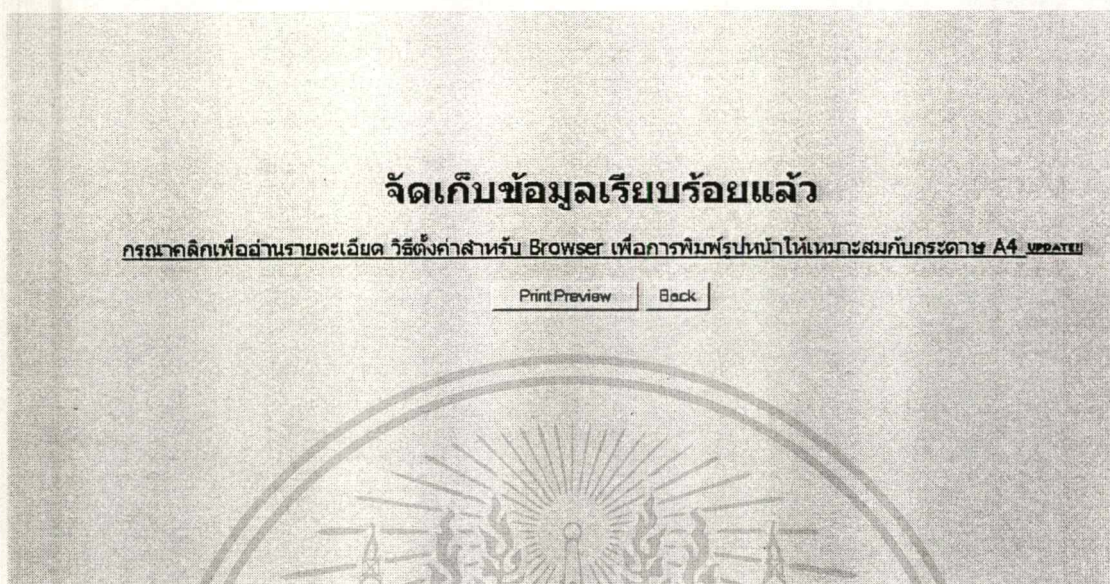 จัดเก็บข้อมูลเรียบร้อยแล้ว
กรุณาคลิกเพื่ออ่านรายละเอียด วิธีตั้งค่าสำหรับ Browser เพื่อการพิมพ์รูปหน้าให้เหมาะสมกับกระดาษ A4 UPDATE!!
Print Preview Back